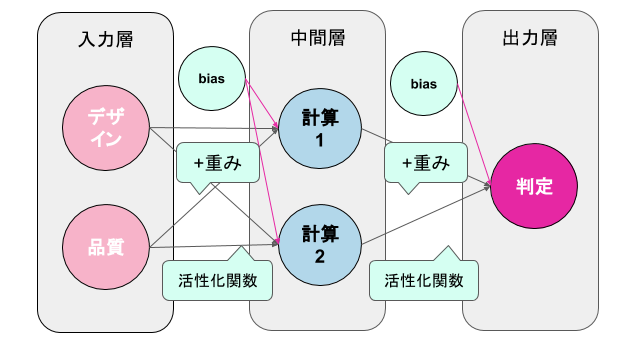 入力層
中間層
出力層
bias
bias
デザ
イン
計算
1
+重み
+重み
判定
品質
計算
2
活性化関数
活性化関数